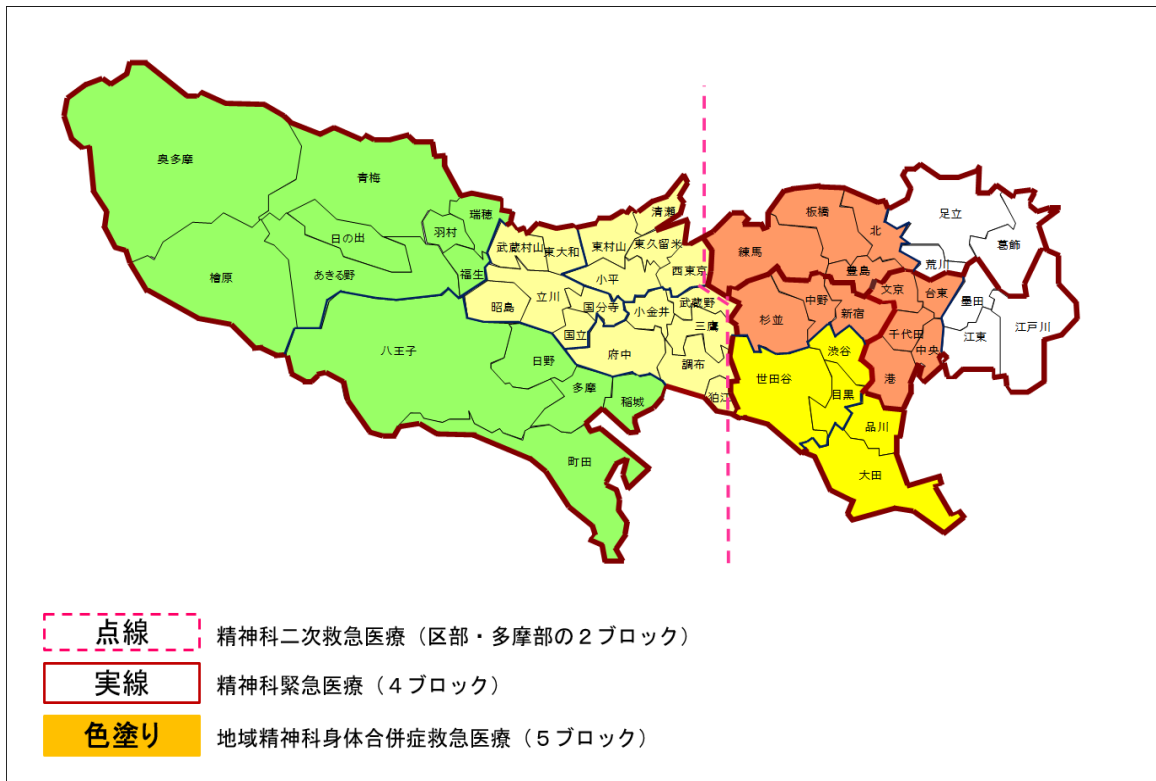 奥多摩
青梅
瑞穂
羽村
日の出
福生
檜原
あきる野
八王子
日野
多摩
稲城
町田
武蔵村山
東大和
東村山
清瀬
東久留米
西東京
小平
昭島
立川
国分寺
国立
小金井
武蔵野
三鷹
府中
調布
狛江
練馬
板橋
北
豊島
足立
葛飾
荒川
文京
台東
墨田
杉並
中野
新宿
千代田
中央
港
江東
江戸川
世田谷
渋谷
目黒
品川
大田
点線 精神科二次救急医療（区部・多摩部の２ブロック）
実線 精神科緊急医療（４ブロック）
色塗り 地域精神科身体合併症救急医療（５ブロック）